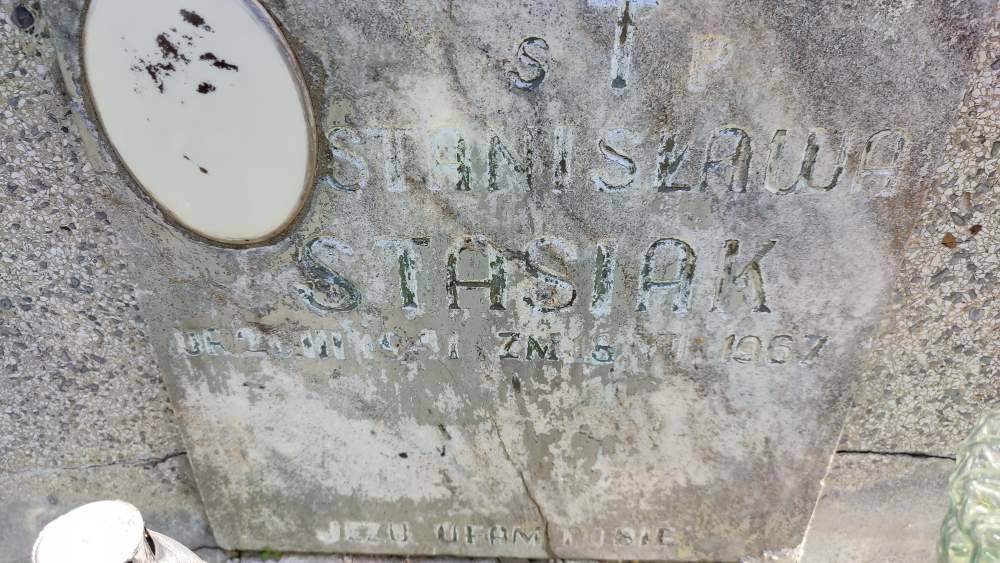 S P
STANISŁAWA
STASIAK
UR. 1941 ZM. 1967
JEZU UFAM TOBIE